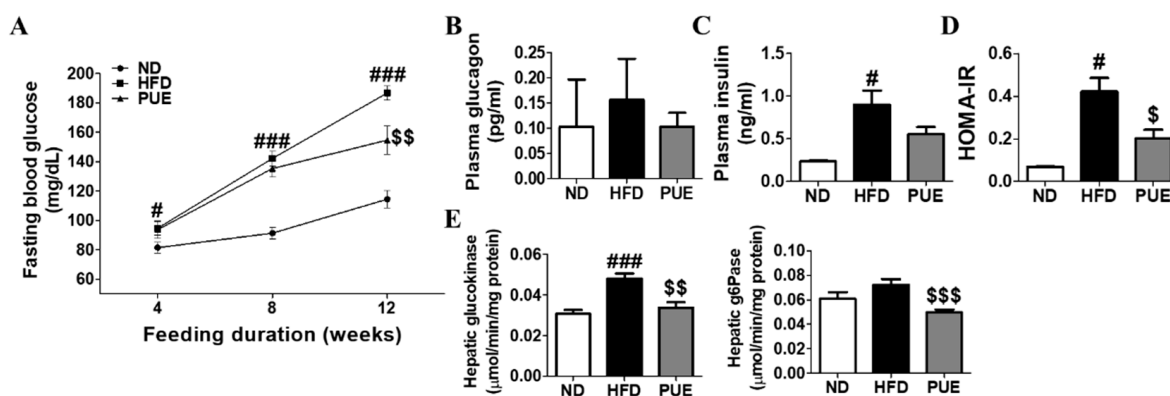 A
ND
HFD
PUE
Fasting blood glucose
(mg/dL)
200
180
160
140
120
100
80
60
#
###
###
$$
4
8
12
Feeding duration (weeks)
B
Plasma glucagon
(pg/ml)
0.25
0.20
0.15
0.10
0.05
0.00
ND HFD PUE
C
Plasma insulin
(ng/ml)
1.5
1.0
0.5
0.0
#
ND HFD PUE
D
HOMA-IR
0.6
0.4
0.2
0.0
#
$
ND HFD PUE
E
Hepatic glucokinase
(μmol/min/mg protein)
0.06
0.04
0.02
0.00
###
$$
ND HFD PUE
Hepatic g6Pase
(μmol/min/mg protein)
0.10
0.08
0.06
0.04
0.02
0.00
$$$
ND HFD PUE